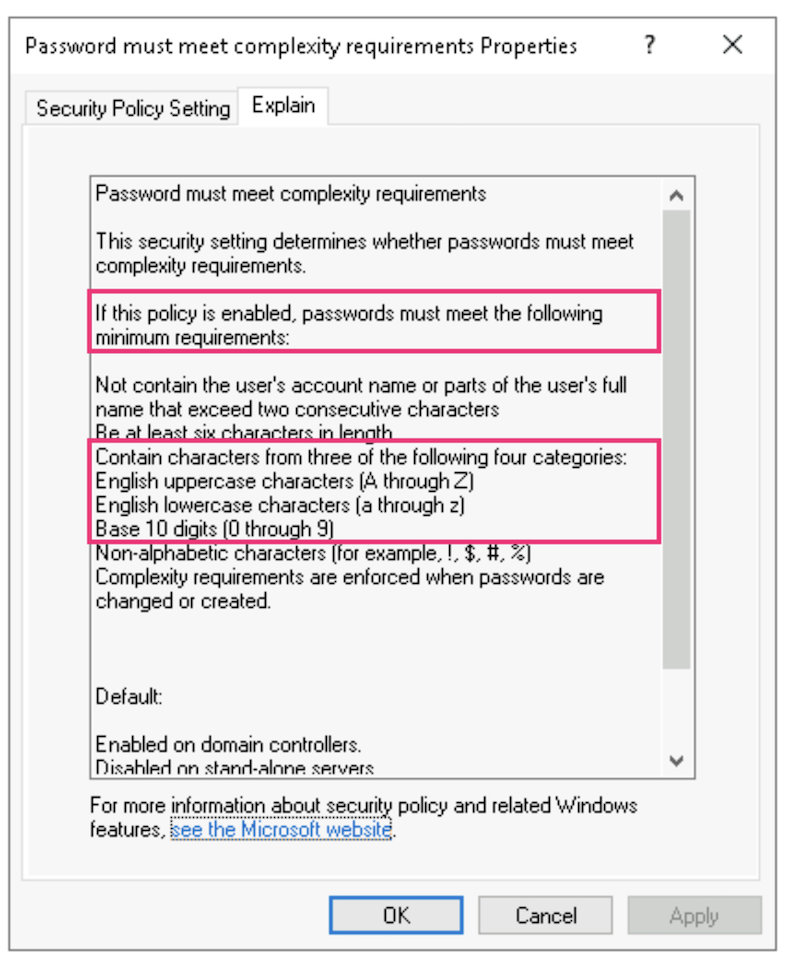 Password must meet complexity requirements Properties
?
Security Policy Setting
Explain
Password must meet complexity requirements
This security setting determines whether passwords must meet
complexity requirements.
If this policy is enabled, passwords must meet the following
minimum requirements:
Not contain the user's account name or parts of the user's full
name that exceed two consecutive characters
Be at least six characters in length
Contain characters from three of the following four categories:
English uppercase characters (A through Z)
English lowercase characters (a through z)
Base 10 digits (0 through 9)
Non-alphabetic characters (for example, !, $, #, %)
Complexity requirements are enforced when passwords are
changed or created.
Default:
Enabled on domain controllers.
Disabled on stand-alone servers
For more information about security policy and related Windows
features, see the Microsoft website.
OK
Cancel
Apply